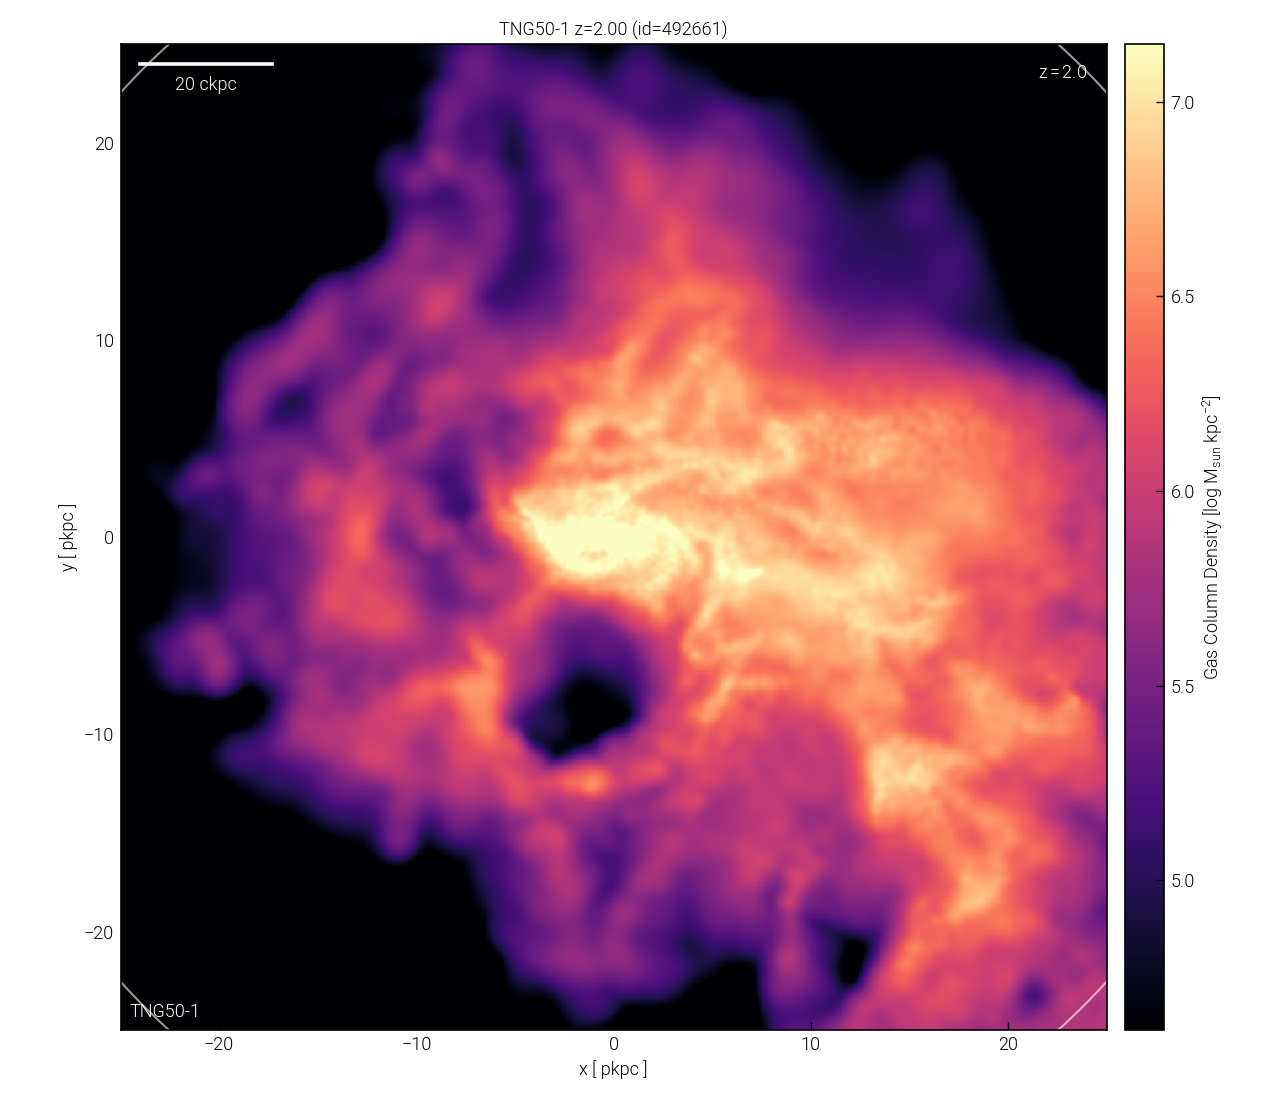 TNG50-1 z=2.00 (id=492661)
20 ckpc
z=2.0
TNG50-1
20
10
0
−10
−20
y [ pkpc ]
−20
−10
0
10
20
x [ pkpc ]
7.0
6.5
6.0
5.5
5.0
Gas Column Density [log M_sun kpc⁻²]